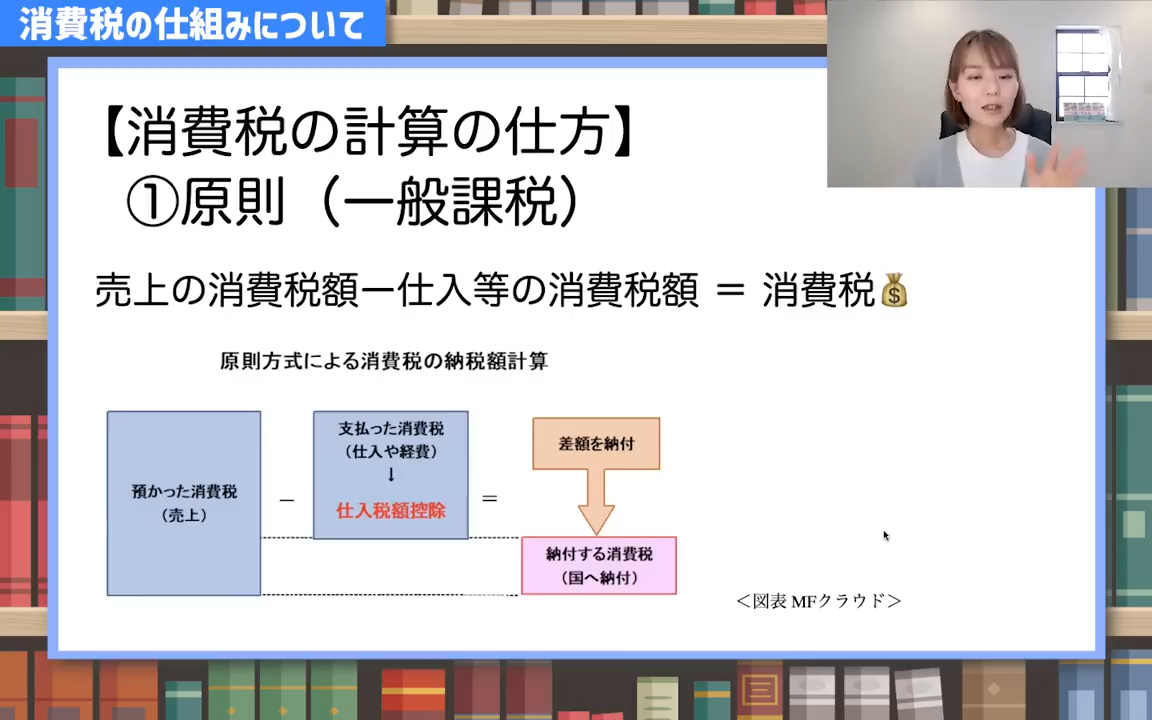 消費税の仕組みについて
【消費税の計算の仕方】
①原則（一般課税）
売上の消費税額ー仕入等の消費税額 ＝ 消費税
原則方式による消費税の納税額計算
預かった消費税
（売上）
－
支払った消費税
（仕入や経費）
↓
仕入税額控除
＝
差額を納付
納付する消費税
（国へ納付）
＜図表 MFクラウド＞